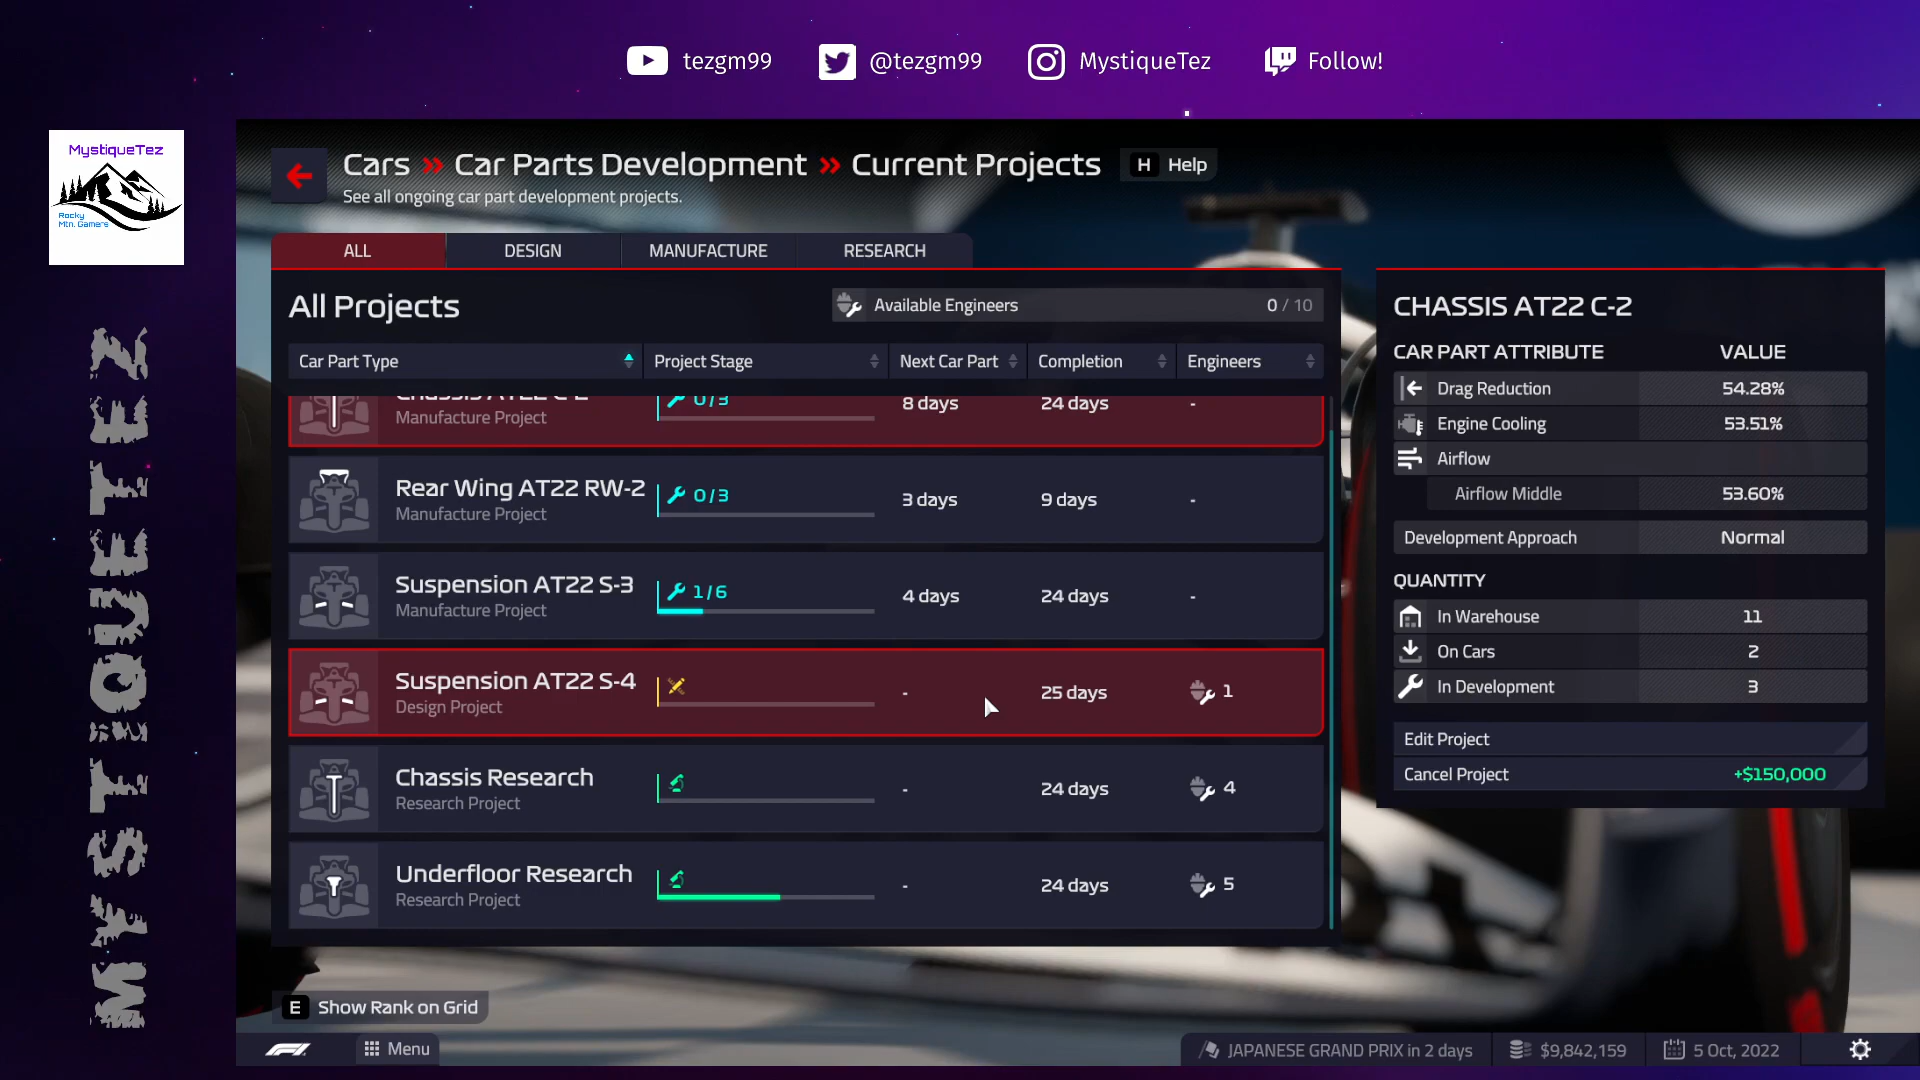 tezgm99
@tezgm99
MystiqueTez
Follow!
MystiqueTez
Rocky
Mtn. Gamers
MYSTIQUETEZ
Cars » Car Parts Development » Current Projects
H Help
See all ongoing car part development projects.
ALL
DESIGN
MANUFACTURE
RESEARCH
All Projects
Available Engineers 0 / 10
Car Part Type
Project Stage
Next Car Part
Completion
Engineers
Chassis AT22 C-2
Manufacture Project
0/3
8 days
24 days
-
Rear Wing AT22 RW-2
Manufacture Project
0/3
3 days
9 days
-
Suspension AT22 S-3
Manufacture Project
1/6
4 days
24 days
-
Suspension AT22 S-4
Design Project
-
25 days
1
Chassis Research
Research Project
-
24 days
4
Underfloor Research
Research Project
-
24 days
5
CHASSIS AT22 C-2
CAR PART ATTRIBUTE VALUE
Drag Reduction 54.28%
Engine Cooling 53.51%
Airflow
Airflow Middle 53.60%
Development Approach Normal
QUANTITY
In Warehouse 11
On Cars 2
In Development 3
Edit Project
Cancel Project +$150,000
E Show Rank on Grid
F1
Menu
JAPANESE GRAND PRIX in 2 days
$9,842,159
5 Oct, 2022